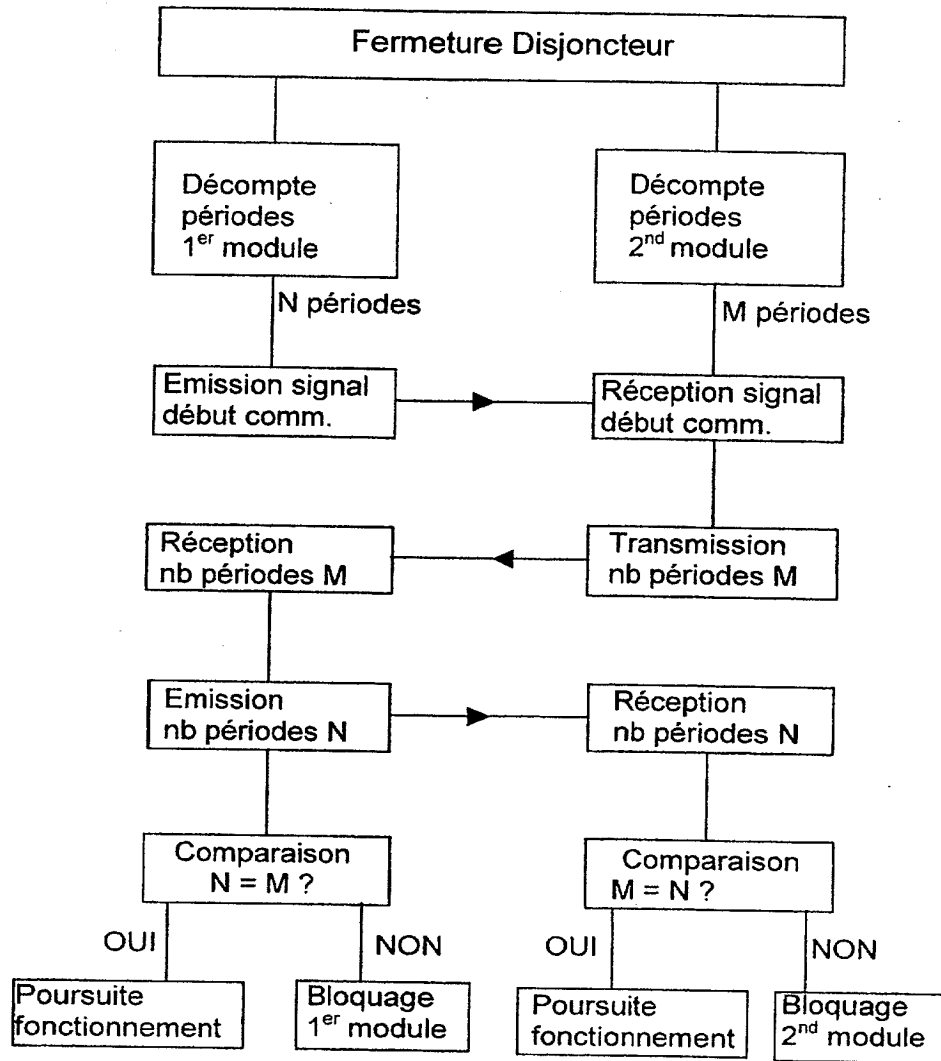 Fermeture Disjoncteur
Décompte
périodes
1er module
Décompte
périodes
2nd module
N périodes
M périodes
Emission signal
début comm.
Réception signal
début comm.
Réception
nb périodes M
Transmission
nb périodes M
Emission
nb périodes N
Réception
nb périodes N
Comparaison
N = M ?
Comparaison
M = N ?
OUI
NON
OUI
NON
Poursuite
fonctionnement
Bloquage
1er module
Poursuite
fonctionnement
Bloquage
2nd module